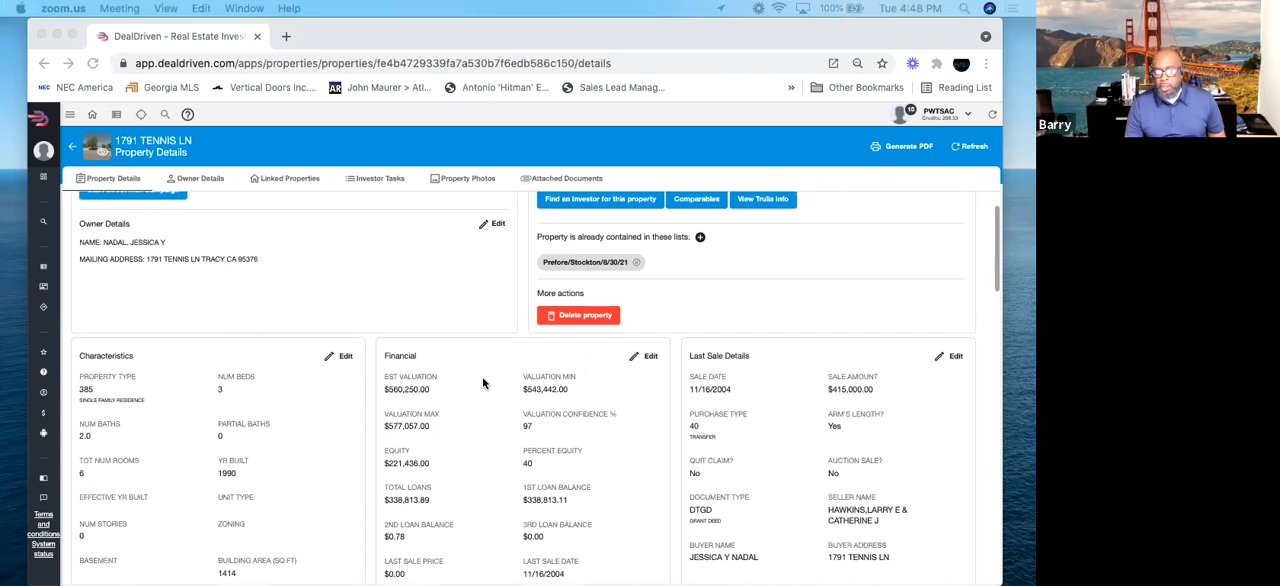 zoom.us Meeting View Edit Window Help 100% Tue 4:48 PM
DealDriven - Real Estate Inves
app.dealdriven.com/apps/properties/properties/fe4b4729339fa7a530b7f6edb586c150/details
NEC NEC America Georgia MLS Vertical Doors Inc.... AR John Maurer > Atl... Antonio 'Hitman' E... Sales Lead Manag... » Other Bookmarks Reading List
10 PWTSAC
1791 TENNIS LN
Property Details
Generate PDF Refresh
Property Details Owner Details Linked Properties Investor Tasks Property Photos Attached Documents
Find an Investor for this property Comparables View Trulia Info
Owner Details Edit
NAME: NADAL, JESSICA Y
MAILING ADDRESS: 1791 TENNIS LN TRACY CA 95376
Property is already contained in these lists:
Prefore/Stockton/8/30/21
More actions
Delete property
Characteristics Edit
PROPERTY TYPE NUM BEDS
385 3
SINGLE FAMILY RESIDENCE
NUM BATHS PARTIAL BATHS
2.0 0
TOT NUM ROOMS YR BUILT
6 1990
EFFECTIVE YR BUILT UNIT TYPE
NUM STORIES ZONING
0
BASEMENT BUILDING AREA (SQ FT)
1414
Financial Edit
EST VALUATION VALUATION MIN
$560,250.00 $543,442.00
VALUATION MAX VALUATION CONFIDENCE %
$577,057.00 97
EQUITY PERCENT EQUITY
$221,436.00 40
TOTAL LOANS 1ST LOAN BALANCE
$338,813.89 $338,813.11
2ND LOAN BALANCE 3RD LOAN BALANCE
$0.78 $0.00
LAST SALE PRICE LAST SALE DATE
$0.00 11/16/2004
Last Sale Details Edit
SALE DATE SALE AMOUNT
11/16/2004 $415,000.00
PURCHASE TYPE ARM'S LENGTH?
40 Yes
TRANSFER
QUIT CLAIM? AUCTION SALE?
No No
DOCUMENT TYPE SELLER NAME
DTGD HAWKINS,LARRY E &
GRANT DEED CATHERINE J
BUYER NAME BUYER ADDRESS
JESSICA Y NADAL 1791 TENNIS LN
Terms
and
conditions
System
status
Barry